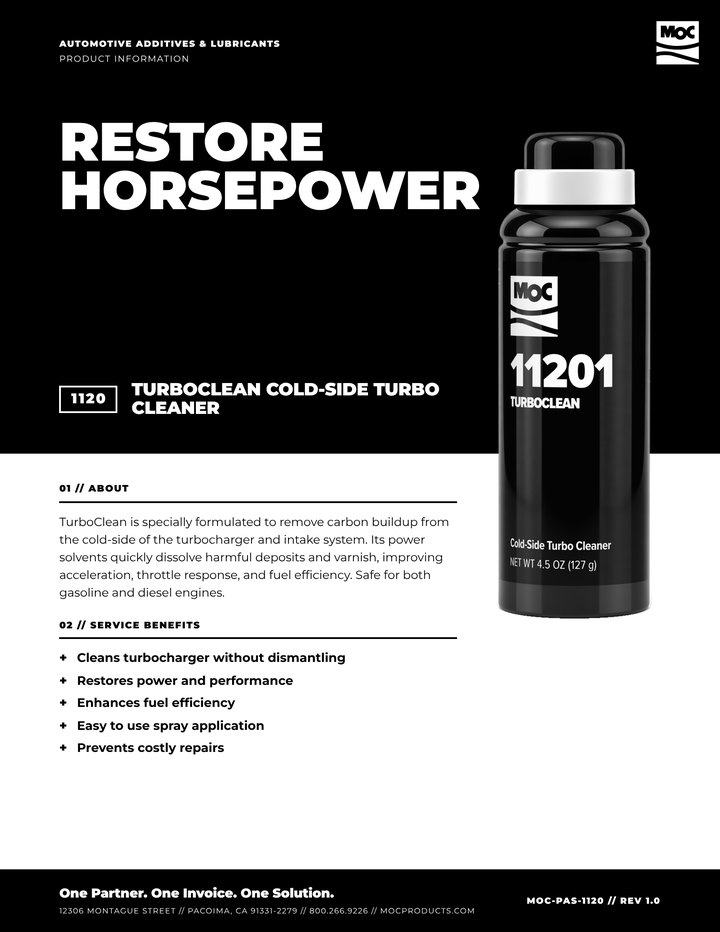 AUTOMOTIVE ADDITIVES & LUBRICANTS
PRODUCT INFORMATION
MOC
RESTORE
HORSEPOWER
1120
TURBOCLEAN COLD-SIDE TURBO
CLEANER
MOC
11201
TURBOCLEAN
Cold-Side Turbo Cleaner
NET WT 4.5 OZ (127 g)
01 // ABOUT
TurboClean is specially formulated to remove carbon buildup from
the cold-side of the turbocharger and intake system. Its power
solvents quickly dissolve harmful deposits and varnish, improving
acceleration, throttle response, and fuel efficiency. Safe for both
gasoline and diesel engines.
02 // SERVICE BENEFITS
+ Cleans turbocharger without dismantling
+ Restores power and performance
+ Enhances fuel efficiency
+ Easy to use spray application
+ Prevents costly repairs
One Partner. One Invoice. One Solution.
12306 MONTAGUE STREET // PACOIMA, CA 91331-2279 // 800.266.9226 // MOCPRODUCTS.COM
MOC-PAS-1120 // REV 1.0